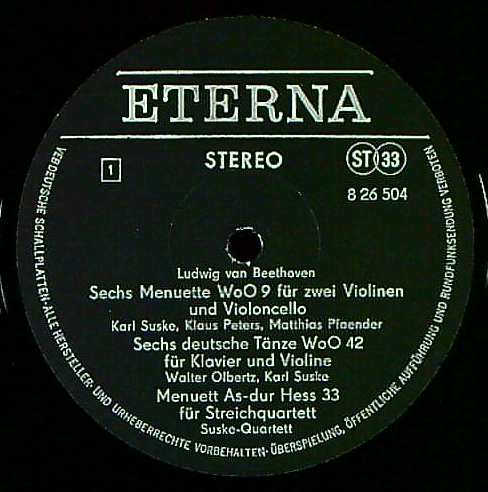 ETERNA
1
STEREO
ST 33
8 26 504
Ludwig van Beethoven
Sechs Menuette WoO 9 für zwei Violinen
und Violoncello
Karl Suske, Klaus Peters, Matthias Pfaender
Sechs deutsche Tänze WoO 42
für Klavier und Violine
Walter Olbertz, Karl Suske
Menuett As-dur Hess 33
für Streichquartett
Suske-Quartett
VEB DEUTSCHE SCHALLPLATTEN · ALLE HERSTELLER- UND URHEBERRECHTE VORBEHALTEN · ÜBERSPIELUNG, ÖFFENTLICHE AUFFÜHRUNG UND RUNDFUNKSENDUNG VERBOTEN